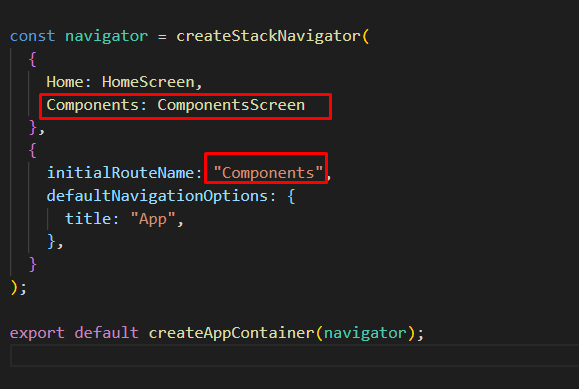 const navigator = createStackNavigator(
  {
    Home: HomeScreen,
    Components: ComponentsScreen
  },
  {
    initialRouteName: "Components",
    defaultNavigationOptions: {
      title: "App",
    },
  }
);
export default createAppContainer(navigator);